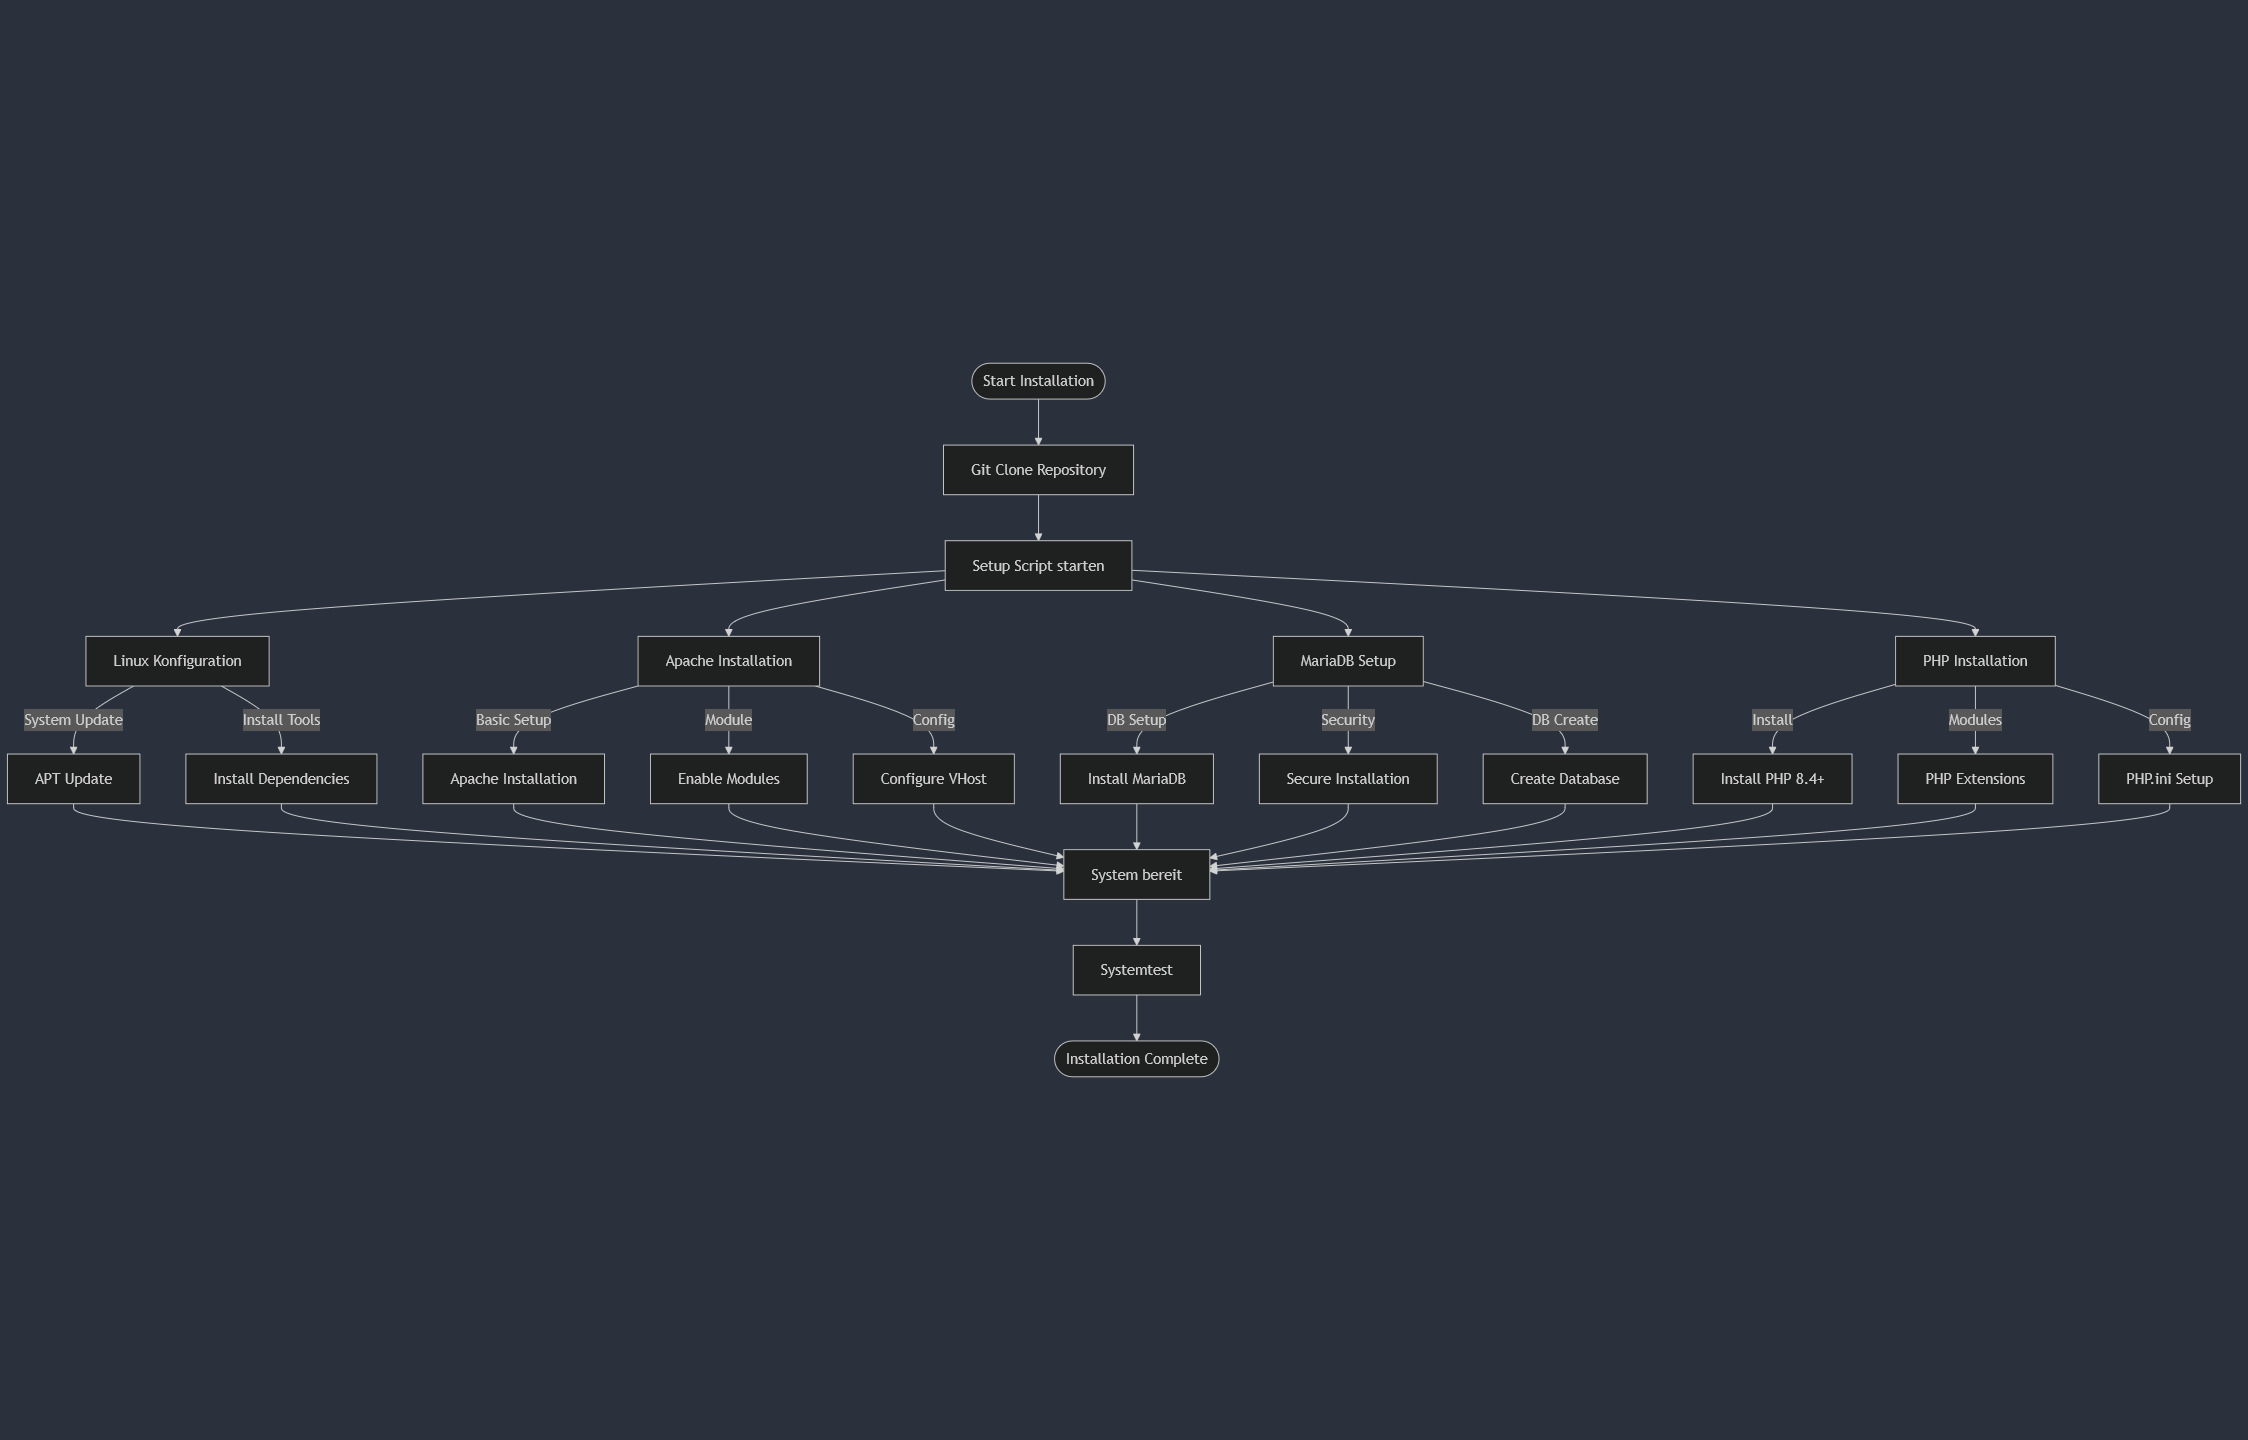 Start Installation
Git Clone Repository
Setup Script starten
Linux Konfiguration
Apache Installation
MariaDB Setup
PHP Installation
System Update
Install Tools
Basic Setup
Module
Config
DB Setup
Security
DB Create
Install
Modules
Config
APT Update
Install Dependencies
Apache Installation
Enable Modules
Configure VHost
Install MariaDB
Secure Installation
Create Database
Install PHP 8.4+
PHP Extensions
PHP.ini Setup
System bereit
Systemtest
Installation Complete